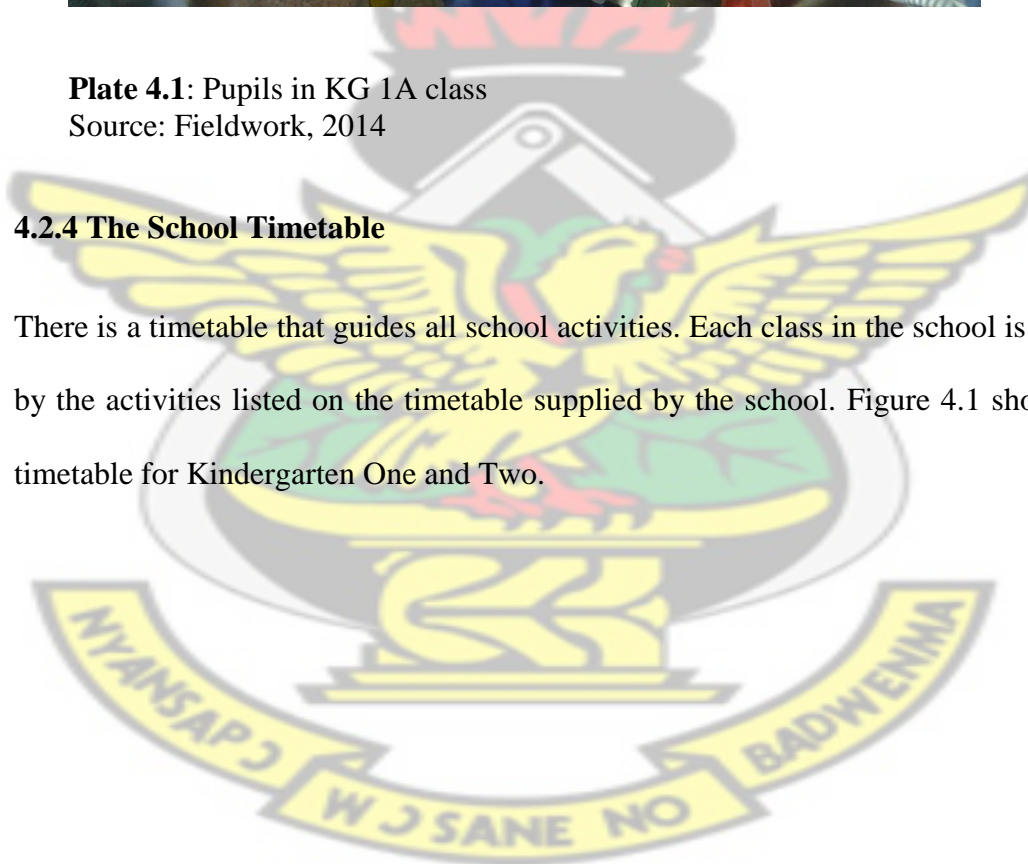 Plate 4.1: Pupils in KG 1A class
Source: Fieldwork, 2014
4.2.4 The School Timetable
There is a timetable that guides all school activities. Each class in the school is
by the activities listed on the timetable supplied by the school. Figure 4.1 sho
timetable for Kindergarten One and Two.
NYANSAPƆ
WƆ SANE NO
BADWENMA